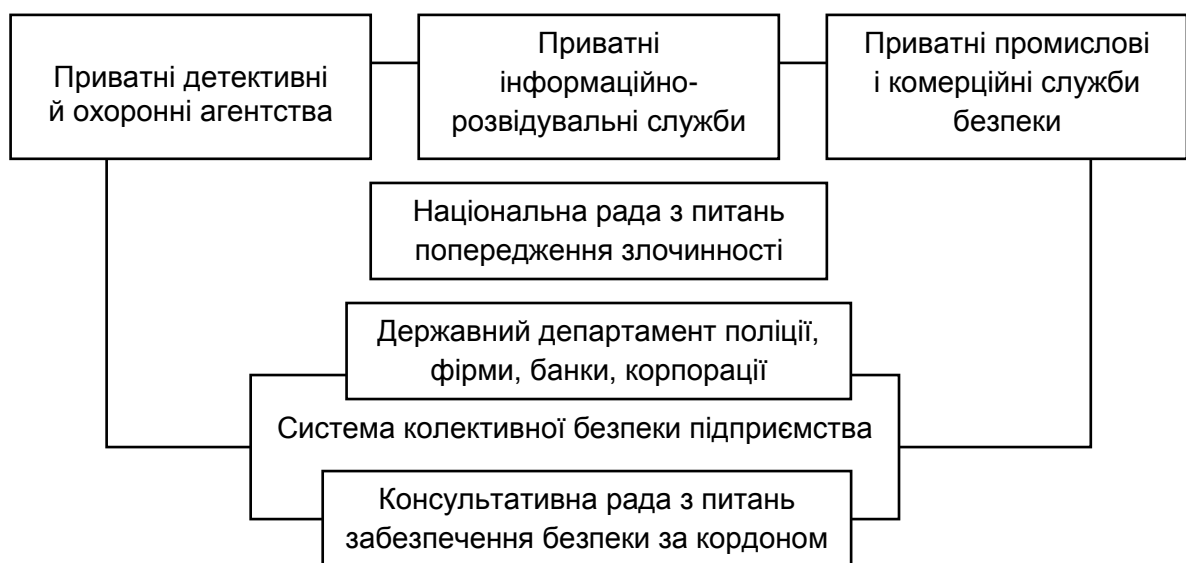 Приватні детективні
й охоронні агентства
Приватні
інформаційно-
розвідувальні служби
Приватні промислові
і комерційні служби
безпеки
Національна рада з питань
попередження злочинності
Державний департамент поліції,
фірми, банки, корпорації
Система колективної безпеки підприємства
Консультативна рада з питань
забезпечення безпеки за кордоном